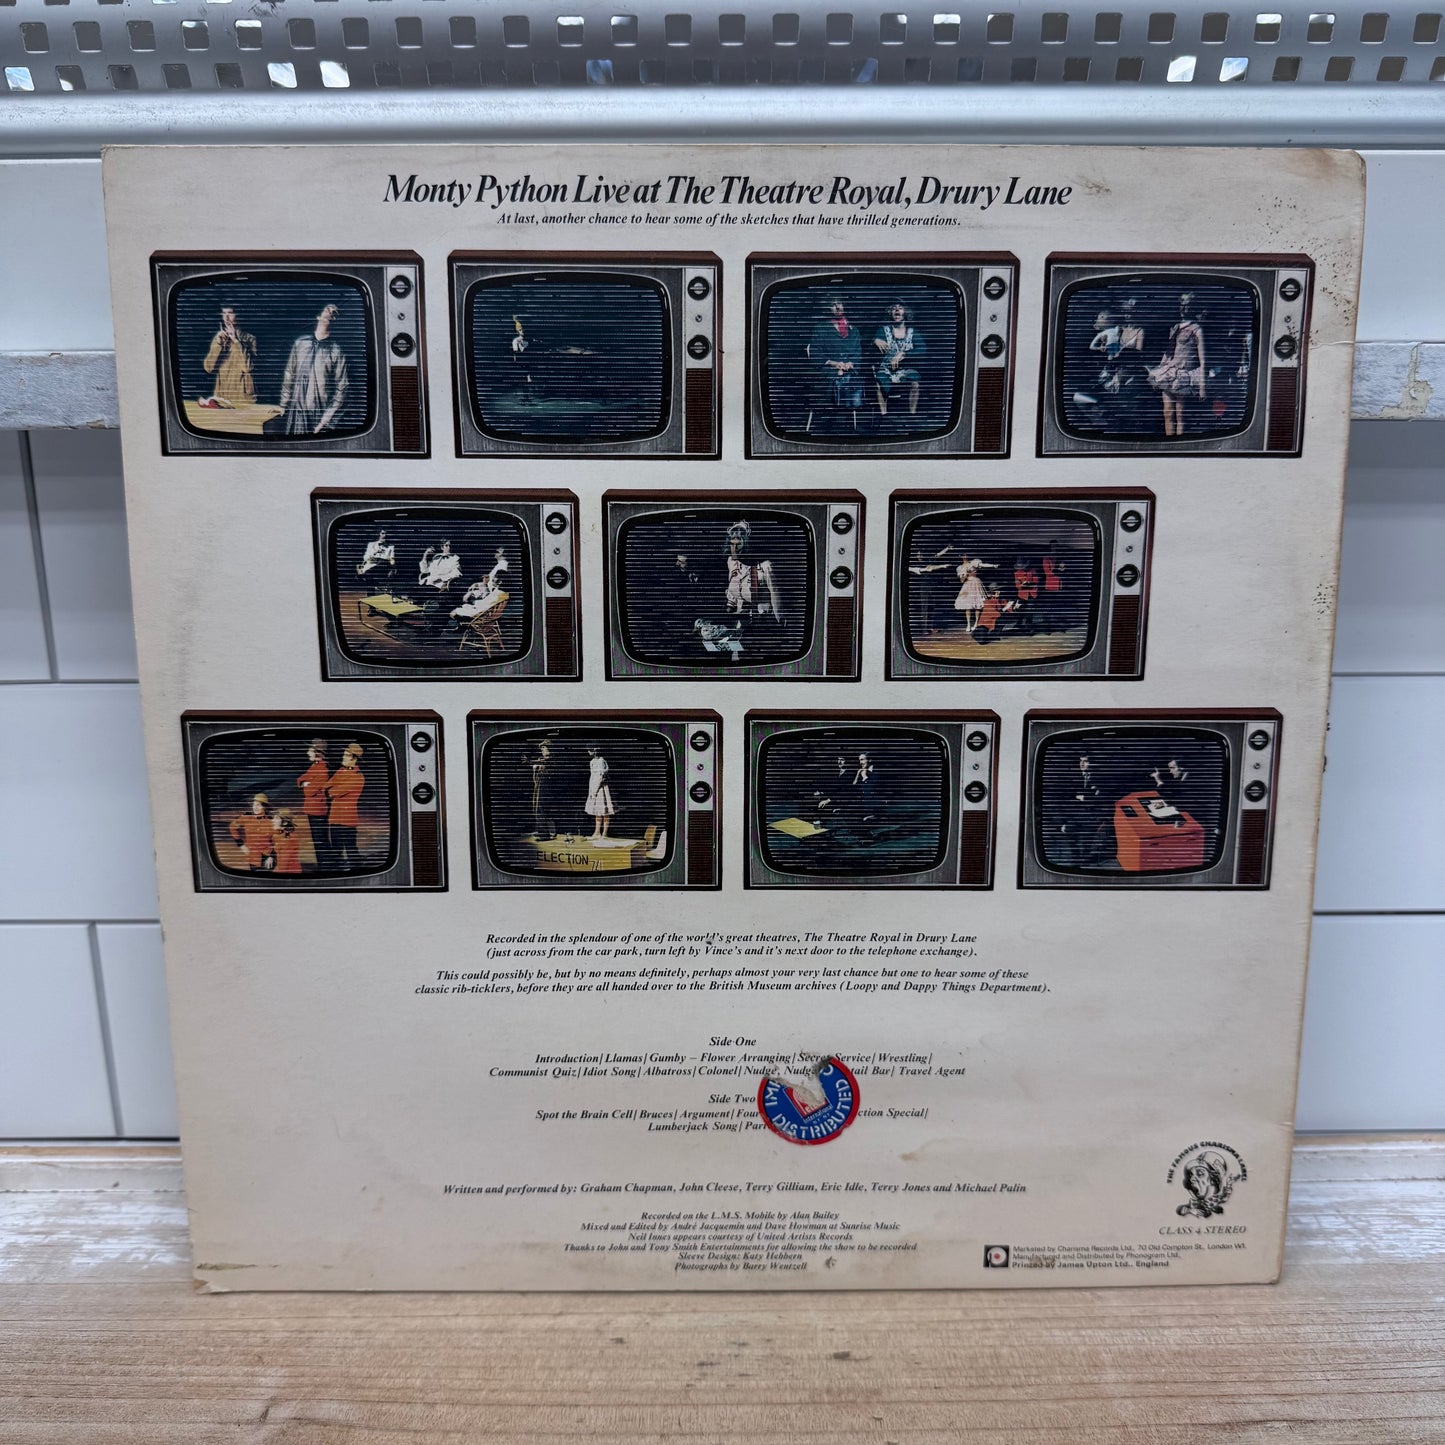 Monty Python Live at The Theatre Royal, Drury Lane
At last, another chance to hear some of the sketches that have thrilled generations.
ELECTION 74
Recorded in the splendour of one of the world's great theatres, The Theatre Royal in Drury Lane
(just across from the car park, turn left by Vince's and it's next door to the telephone exchange).
This could possibly be, but by no means definitely, perhaps almost your very last chance but one to hear some of these
classic rib-ticklers, before they are all handed over to the British Museum archives (Loopy and Dappy Things Department).
Side One
Introduction/ Llamas/ Gumby – Flower Arranging/ Secret Service/ Wrestling/
Communist Quiz/ Idiot Song/ Albatross/ Colonel/ Nudge, Nudge Bar/ Travel Agent
Side Two
Spot the Brain Cell/ Bruces/ Argument/ Four Special/
Lumberjack Song/
DISTRIBUTED
Written and performed by: Graham Chapman, John Cleese, Terry Gilliam, Eric Idle, Terry Jones and Michael Palin
Recorded on the L.M.S. Mobile by Alan Bailey
Mixed and Edited by André Jacquemin and Dave Howman at Sunrise Music
Neil Innes appears courtesy of United Artists Records
Thanks to John and Tony Smith Entertainments for allowing the show to be recorded
Sleeve Design: Katy Hebbern
Photographs by Barry Wentzell
THE FAMOUS CHARISMA LABEL
CLASS 4 STEREO
Marketed by Charisma Records Ltd., 70 Old Compton St., London W1.
Manufactured and Distributed by Phonogram Ltd.,
Printed by James Upton Ltd., England